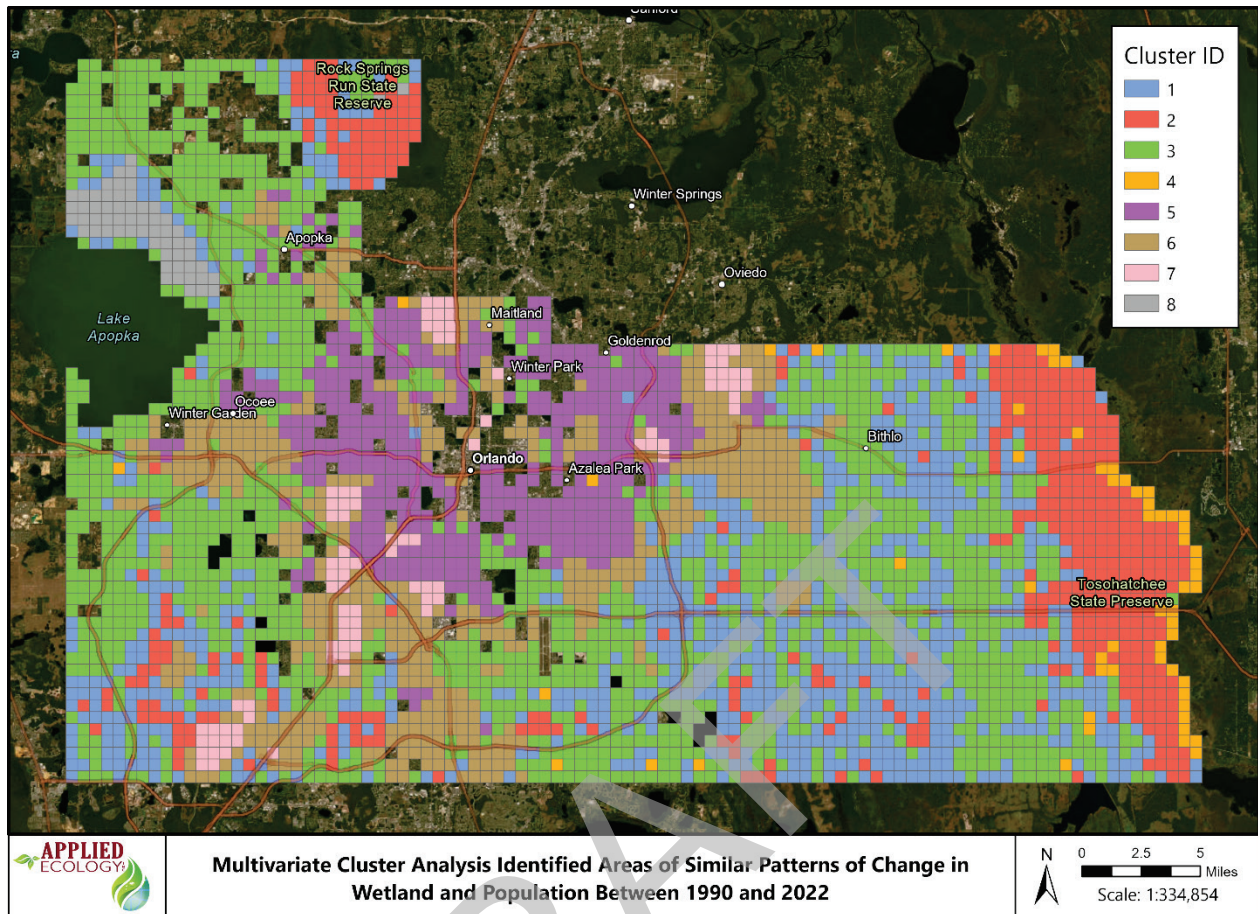 Sanford
ra
Rock Springs
Run State
Reserve
Cluster ID
1
2
3
4
5
6
7
8
Winter Springs
Apopka
Oviedo
Lake
Apopka
Maitland
Goldenrod
Winter Park
Ocoee
Winter Garden
Bithlo
Orlando
Azalea Park
Tosohatchee
State Preserve
DRAFT
APPLIED
ECOLOGY
Multivariate Cluster Analysis Identified Areas of Similar Patterns of Change in
Wetland and Population Between 1990 and 2022
N
0 2.5 5
Miles
Scale: 1:334,854